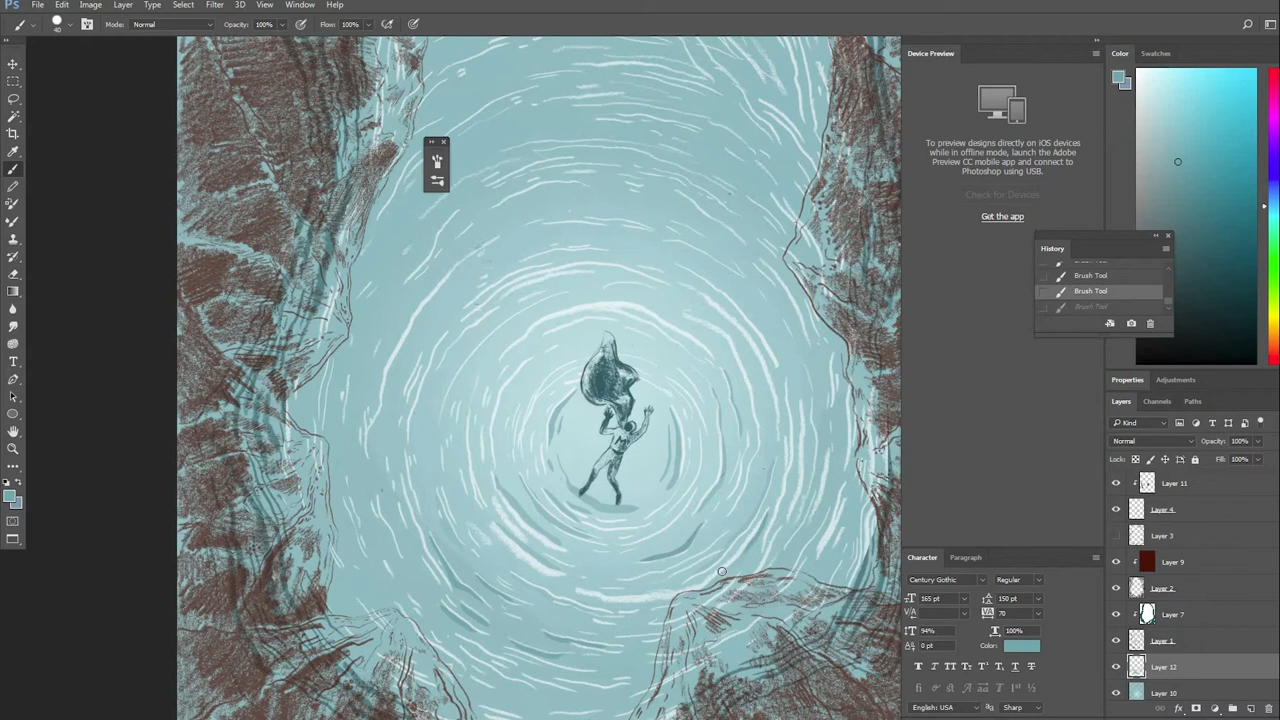 Ps File Edit Image Layer Type Select Filter 3D View Window Help
40 Mode: Normal Opacity: 100% Flow: 100%
Device Preview
To preview designs directly on iOS devices
while in offline mode, launch the Adobe
Preview CC mobile app and connect to
Photoshop using USB.
Check for Devices
Get the app
Color Swatches
History
Brush Tool
Brush Tool
Brush Tool
Properties Adjustments
Layers Channels Paths
Kind
Normal Opacity: 100%
Lock: Fill: 100%
Layer 11
Layer 4
Layer 3
Layer 9
Layer 2
Layer 7
Layer 1
Layer 12
Layer 10
Character Paragraph
Century Gothic Regular
165 pt 150 pt
70
94% 100%
0 pt Color:
English: USA Sharp